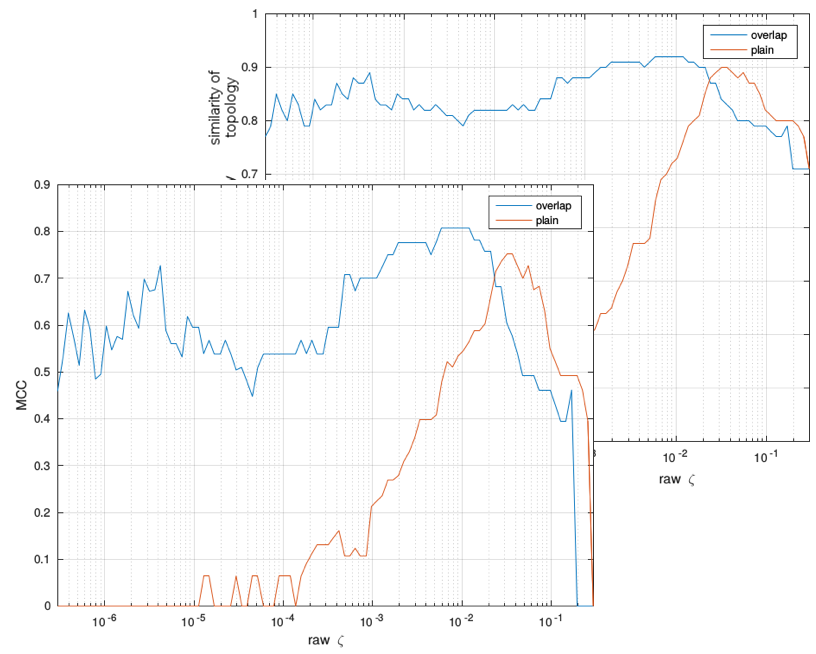 1
0.9
0.8
0.7
similarity of
topology
overlap
plain
10-2
10-1
raw ζ
0.9
0.8
0.7
0.6
0.5
0.4
0.3
0.2
0.1
0
MCC
overlap
plain
10-6
10-5
10-4
10-3
10-2
10-1
raw ζ